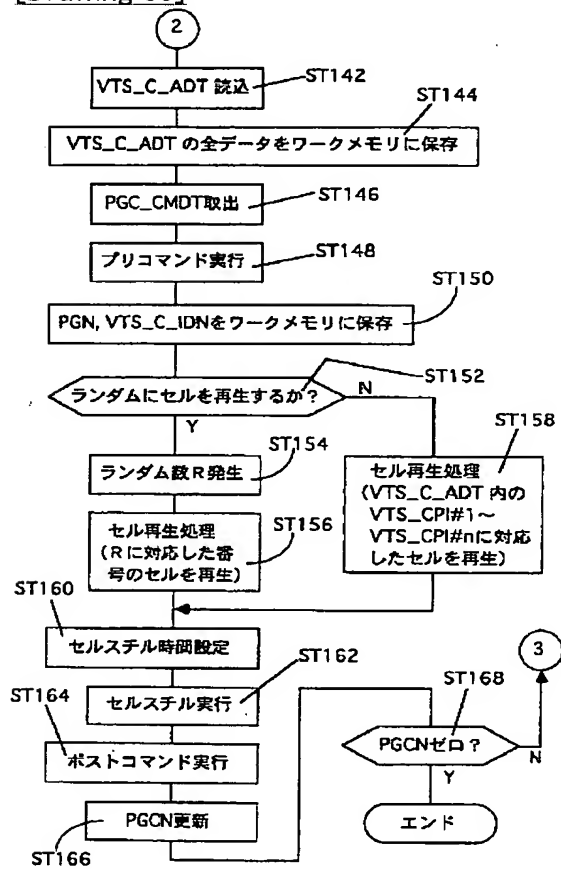 2
VTS_C_ADT 読込
ST142
ST144
VTS_C_ADT の全データをワークメモリに保存
PGC_CMDT取出
ST146
プリコマンド実行
ST148
ST150
PGN, VTS_C_IDNをワークメモリに保存
ランダムにセルを再生するか?
ST152
N
Y
ST158
ランダム数R発生
ST154
セル再生処理
(VTS_C_ADT 内の
VTS_CPI#1～
VTS_CPI#nに対応
したセルを再生)
セル再生処理
(Rに対応した番
号のセルを再生)
ST156
ST160
セルスチル時間設定
3
ST162
ST168
ST164
セルスチル実行
PGCNゼロ?
N
Y
ポストコマンド実行
PGCN更新
エンド
ST166